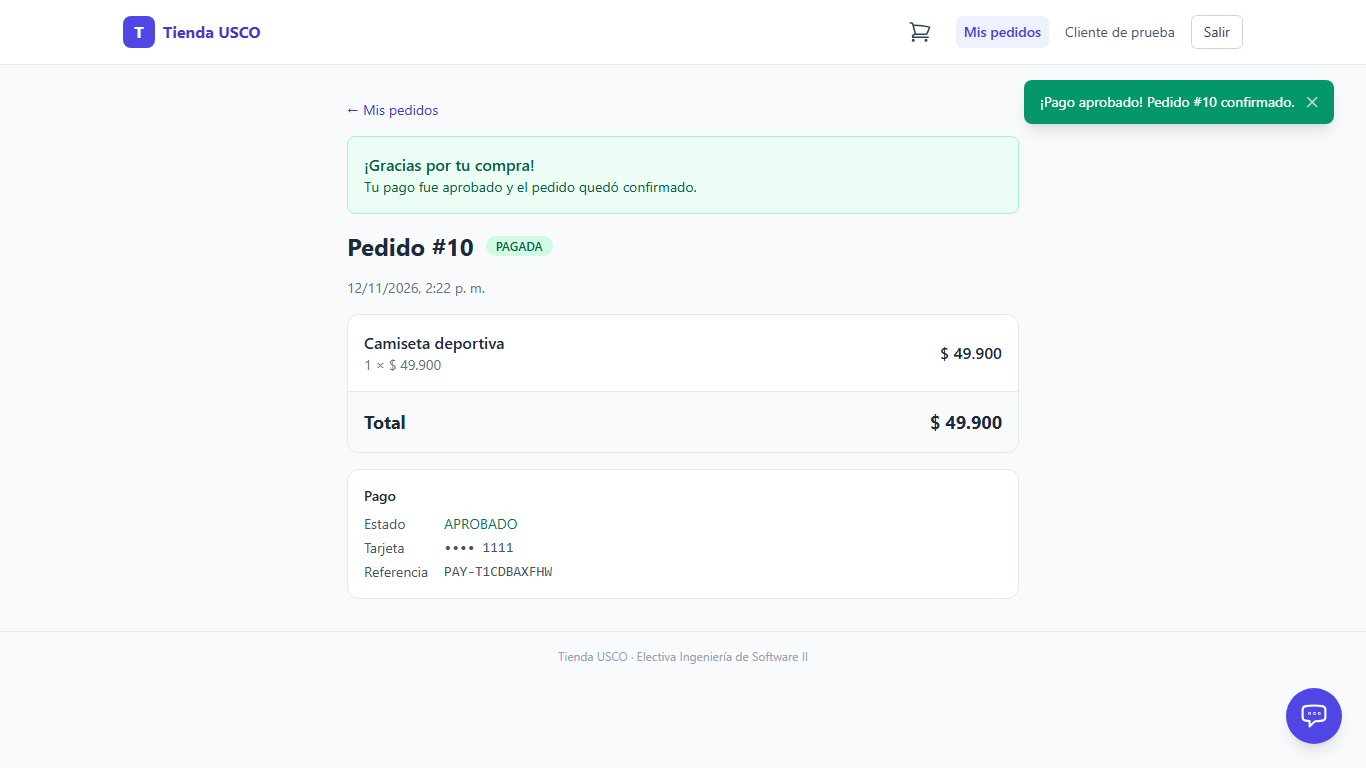 T Tienda USCO
Mis pedidos
Cliente de prueba
Salir
¡Pago aprobado! Pedido #10 confirmado. ×
← Mis pedidos
¡Gracias por tu compra!
Tu pago fue aprobado y el pedido quedó confirmado.
Pedido #10 PAGADA
12/11/2026, 2:22 p. m.
Camiseta deportiva
1 × $ 49.900
$ 49.900
Total $ 49.900
Pago
Estado APROBADO
Tarjeta •••• 1111
Referencia PAY-T1CDBAXFHW
Tienda USCO · Electiva Ingeniería de Software II